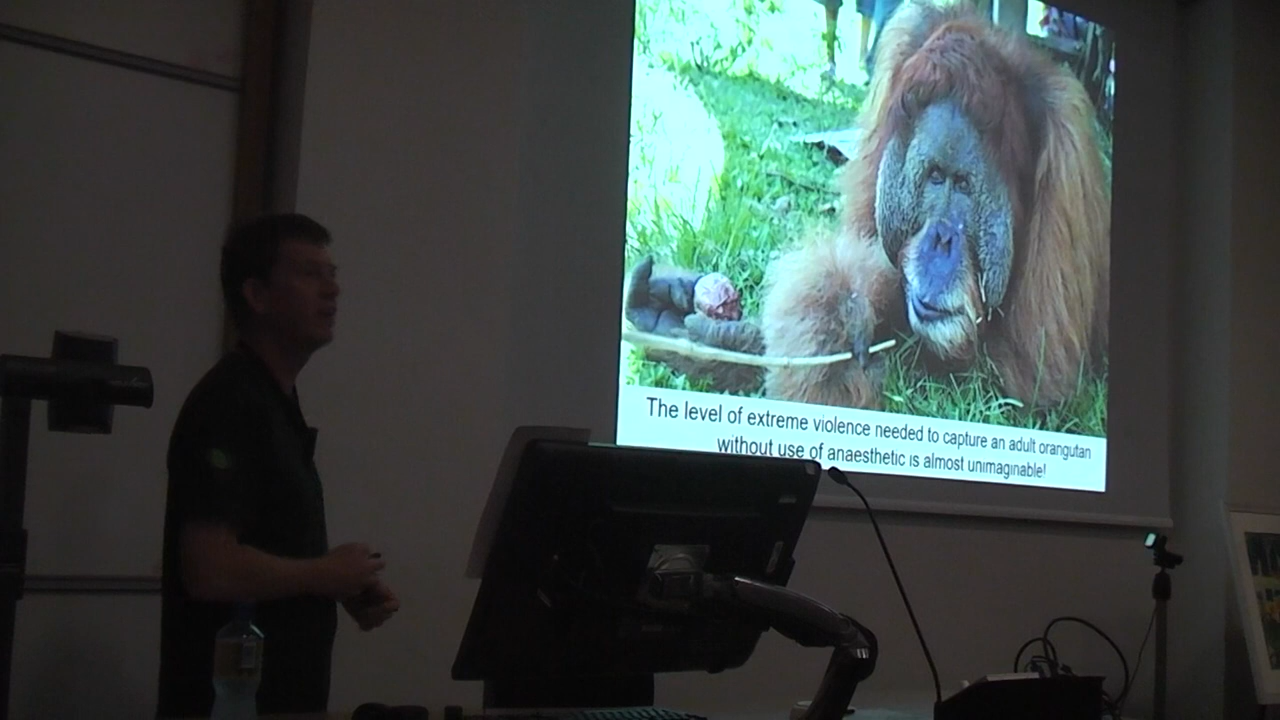 The level of extreme violence needed to capture an adult orangutan
without use of anaesthetic is almost unimaginable!